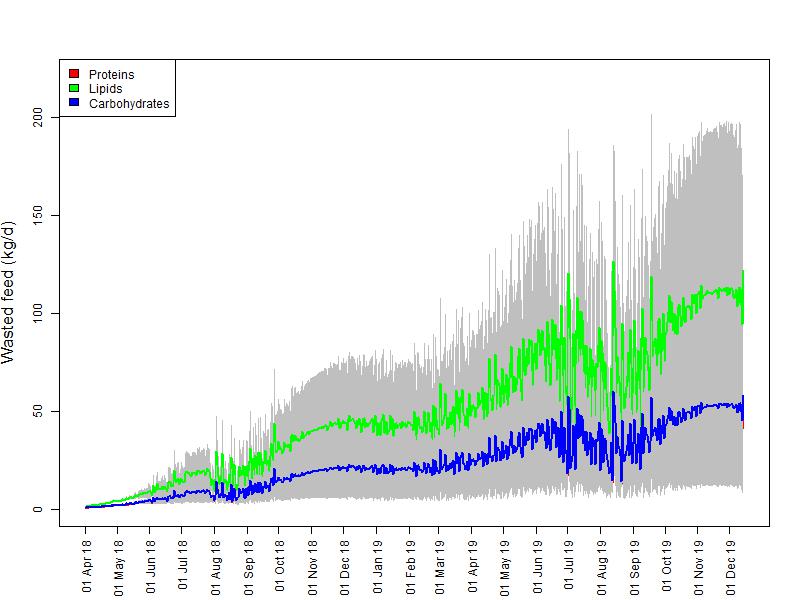 Proteins
Lipids
Carbohydrates
Wasted feed (kg/d)
200
150
100
50
0
01 Apr 18
01 May 18
01 Jun 18
01 Jul 18
01 Aug 18
01 Sep 18
01 Oct 18
01 Nov 18
01 Dec 18
01 Jan 19
01 Feb 19
01 Mar 19
01 Apr 19
01 May 19
01 Jun 19
01 Jul 19
01 Aug 19
01 Sep 19
01 Oct 19
01 Nov 19
01 Dec 19